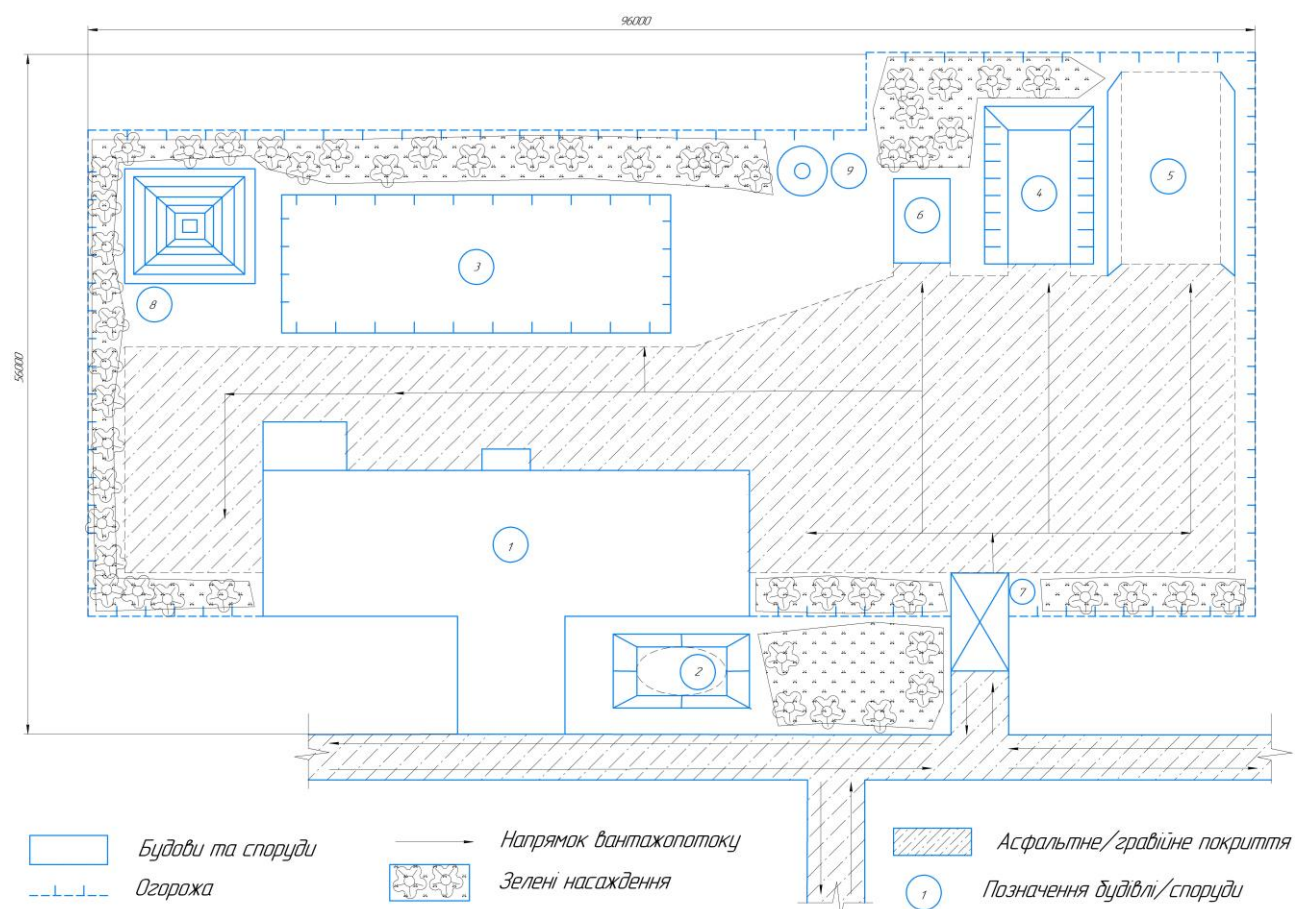 96000
56000
5
9
4
6
3
8
1
7
2
Будови та споруди
Напрямок вантажопотоку
Асфальтне/гравійне покриття
Огорожа
Зелені насаждення
1
Позначення будівлі/споруди